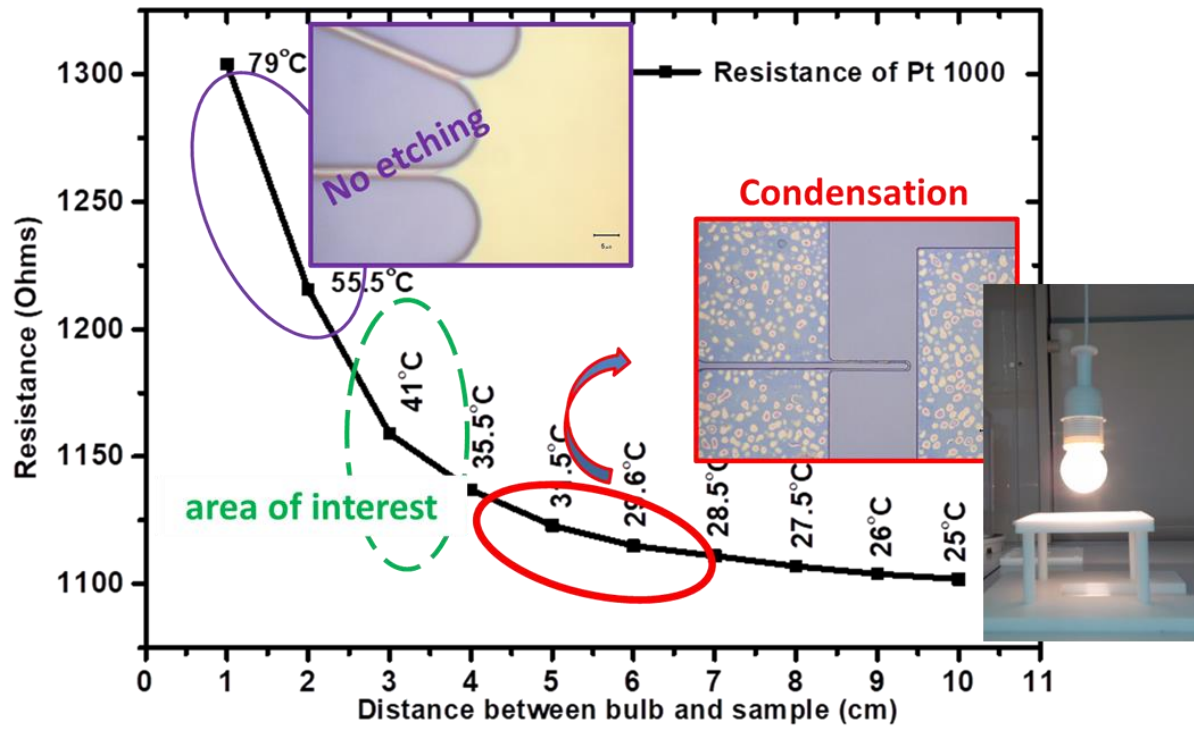 79°C
Resistance of Pt 1000
No etching
1300
1250
1200
1150
1100
Resistance (Ohms)
Condensation
55.5°C
41°C
35.5°C
29.6°C
28.5°C
27.5°C
26°C
25°C
area of interest
0 1 2 3 4 5 6 7 8 9 10 11
Distance between bulb and sample (cm)